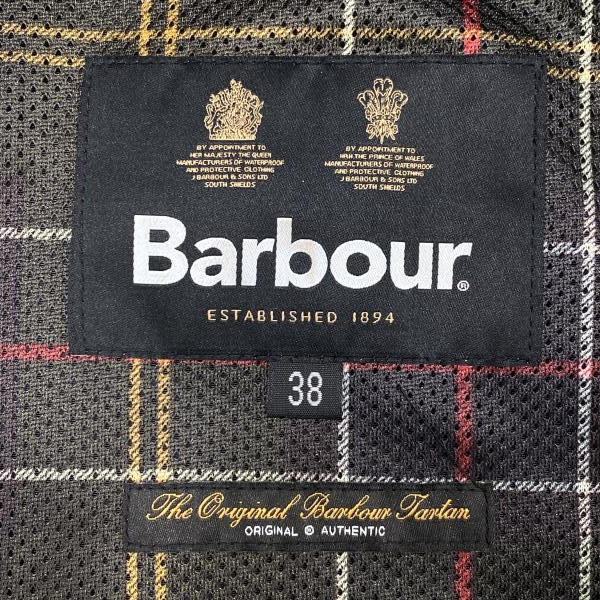 BY APPOINTMENT TO
HER MAJESTY THE QUEEN
MANUFACTURERS OF WATERPROOF
AND PROTECTIVE CLOTHING
J BARBOUR & SONS LTD
SOUTH SHIELDS
BY APPOINTMENT TO
HRH THE PRINCE OF WALES
MANUFACTURERS OF WATERPROOF
AND PROTECTIVE CLOTHING
J BARBOUR & SONS LTD
SOUTH SHIELDS
Barbour®
ESTABLISHED 1894
38
The Original Barbour Tartan
ORIGINAL ® AUTHENTIC